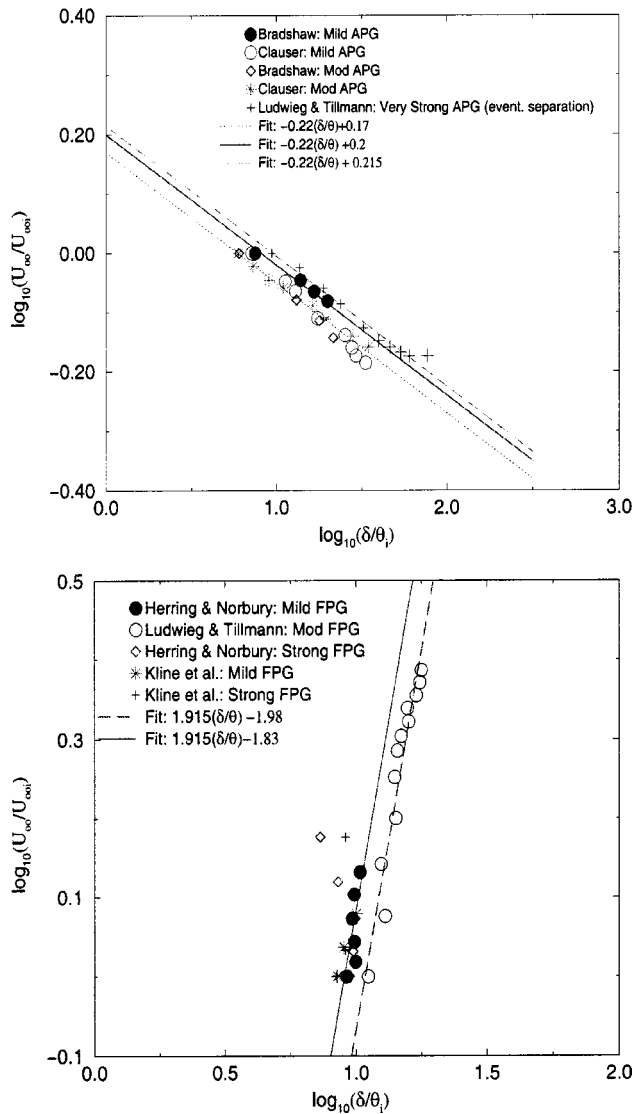 0.40
0.20
0.00
-0.20
-0.40
log10(U∞/U∞i)
Bradshaw: Mild APG
Clauser: Mild APG
Bradshaw: Mod APG
Clauser: Mod APG
Ludwieg & Tillmann: Very Strong APG (event. separation)
Fit: -0.22(δ/θ)+0.17
Fit: -0.22(δ/θ) +0.2
Fit: -0.22(δ/θ) + 0.215
0.0 1.0 2.0 3.0
log10(δ/θi)
0.5
0.3
0.1
-0.1
log10(U∞/U∞i)
Herring & Norbury: Mild FPG
Ludwieg & Tillmann: Mod FPG
Herring & Norbury: Strong FPG
Kline et al.: Mild FPG
Kline et al.: Strong FPG
Fit: 1.915(δ/θ) -1.98
Fit: 1.915(δ/θ)-1.83
0.0 0.5 1.0 1.5 2.0
log10(δ/θi)